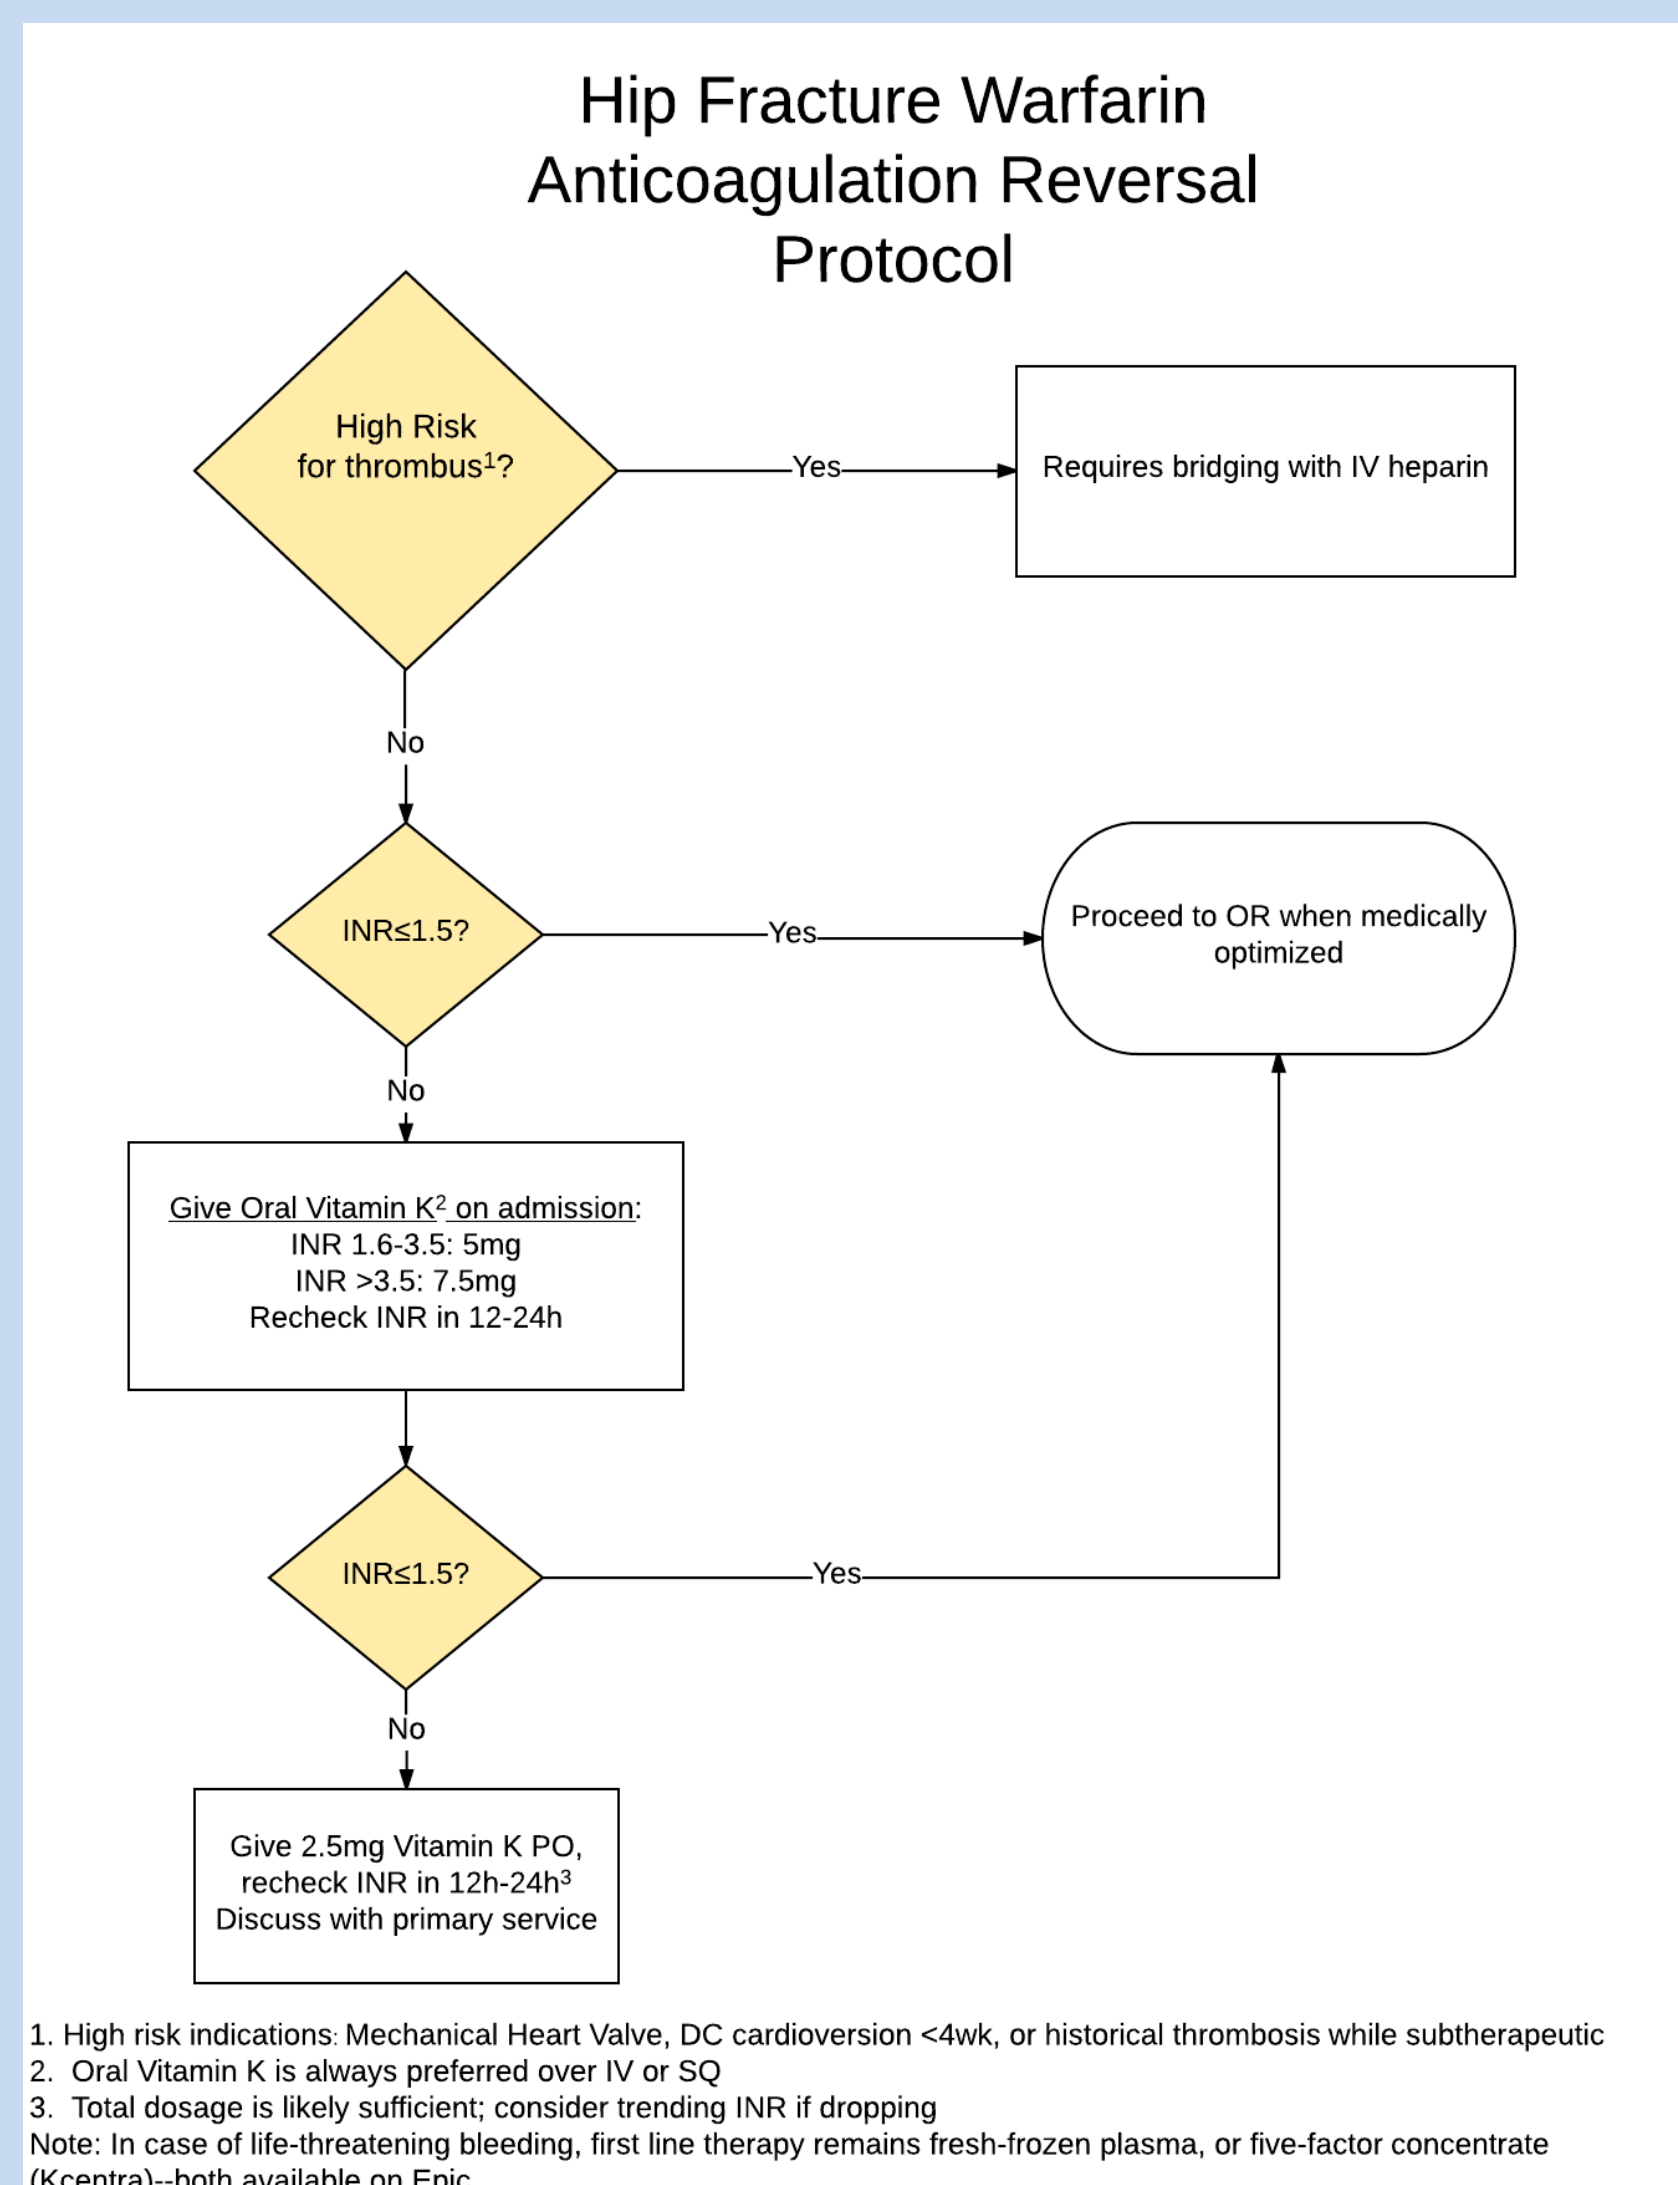 Hip Fracture Warfarin
Anticoagulation Reversal
Protocol
High Risk
for thrombus¹?
Yes
Requires bridging with IV heparin
No
INR≤1.5?
Yes
Proceed to OR when medically
optimized
No
Give Oral Vitamin K² on admission:
INR 1.6-3.5: 5mg
INR >3.5: 7.5mg
Recheck INR in 12-24h
INR≤1.5?
Yes
No
Give 2.5mg Vitamin K PO,
recheck INR in 12h-24h³
Discuss with primary service
1. High risk indications: Mechanical Heart Valve, DC cardioversion <4wk, or historical thrombosis while subtherapeutic
2.  Oral Vitamin K is always preferred over IV or SQ
3.  Total dosage is likely sufficient; consider trending INR if dropping
Note: In case of life-threatening bleeding, first line therapy remains fresh-frozen plasma, or five-factor concentrate
(Kcentra)--both available on Epic